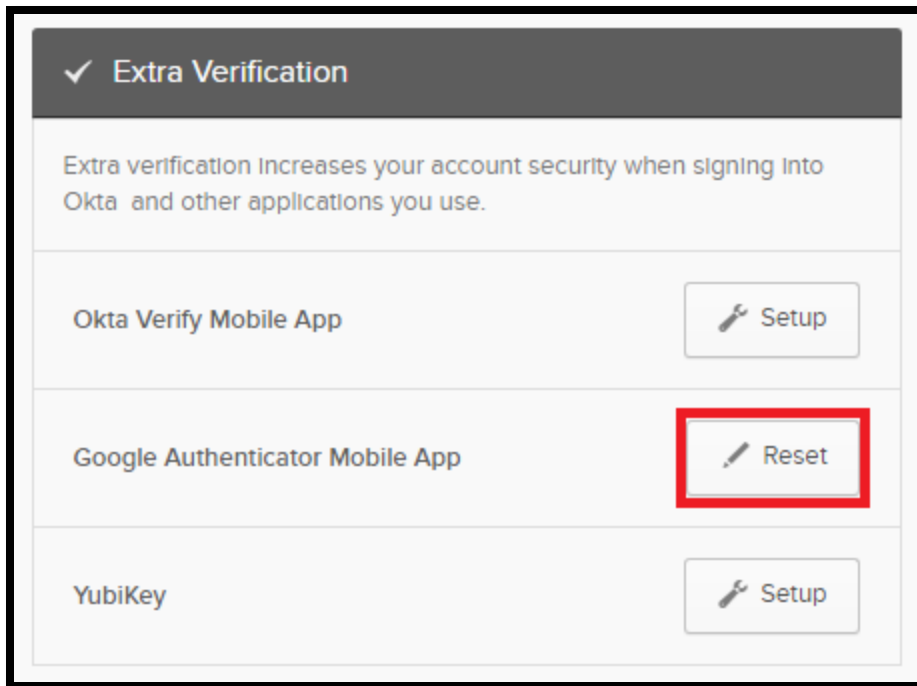 Extra Verification
Extra verification increases your account security when signing into
Okta and other applications you use.
Okta Verify Mobile App
Setup
Google Authenticator Mobile App
Reset
YubiKey
Setup